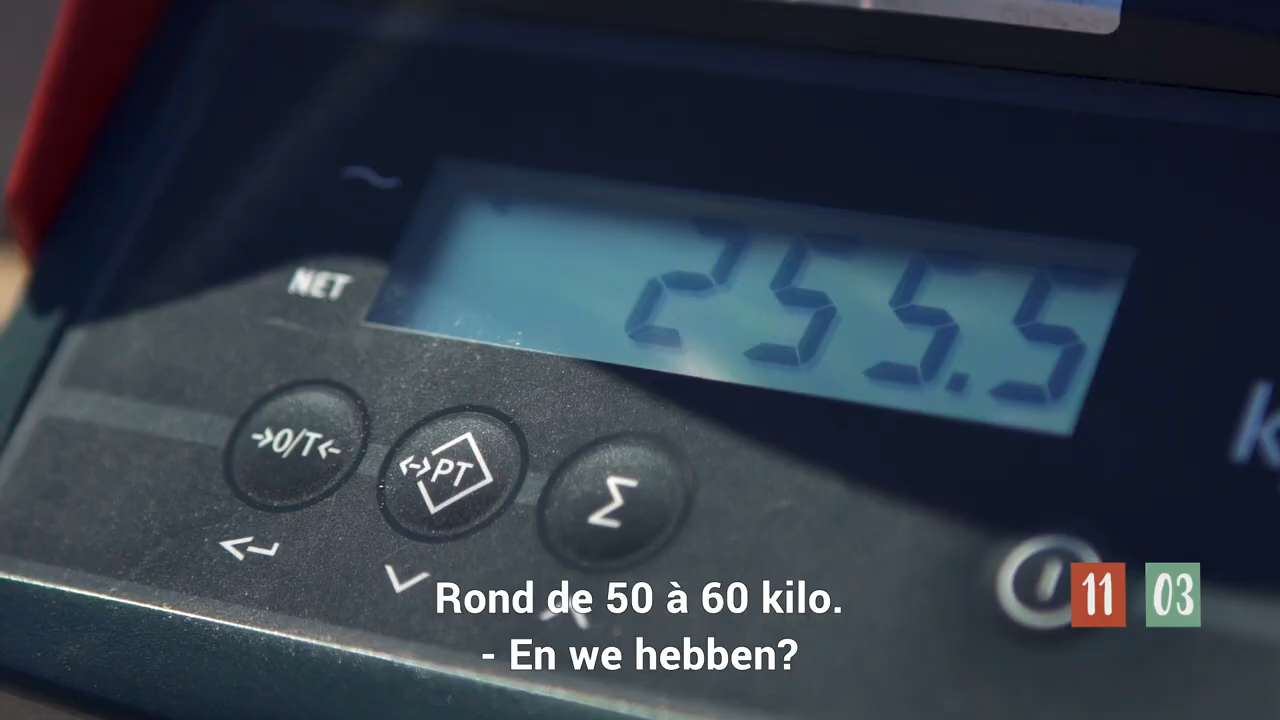 255.5
NET
→0/T←
<->PT
Σ
Rond de 50 à 60 kilo.
11 03
- En we hebben?